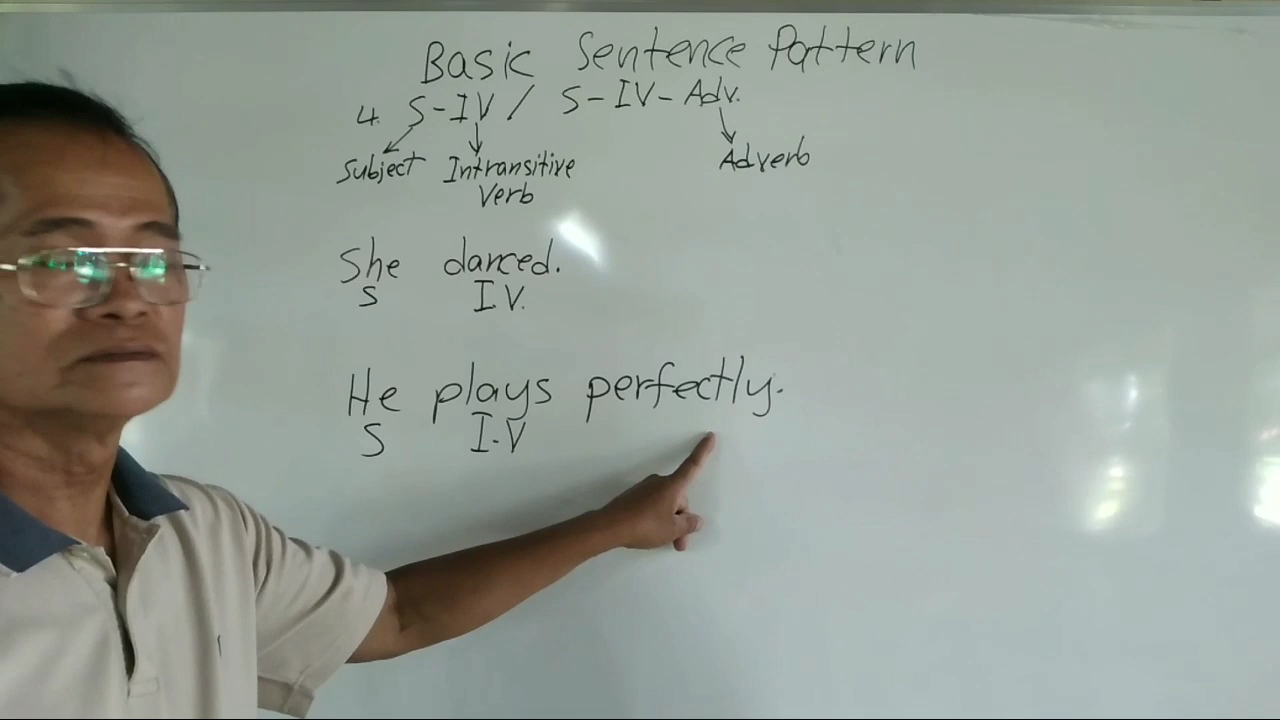 Basic Sentence Pattern
4. S-IV / S-IV-Adv.
Subject Intransitive Verb Adverb
She danced.
S I.V.
He plays perfectly.
S I.V